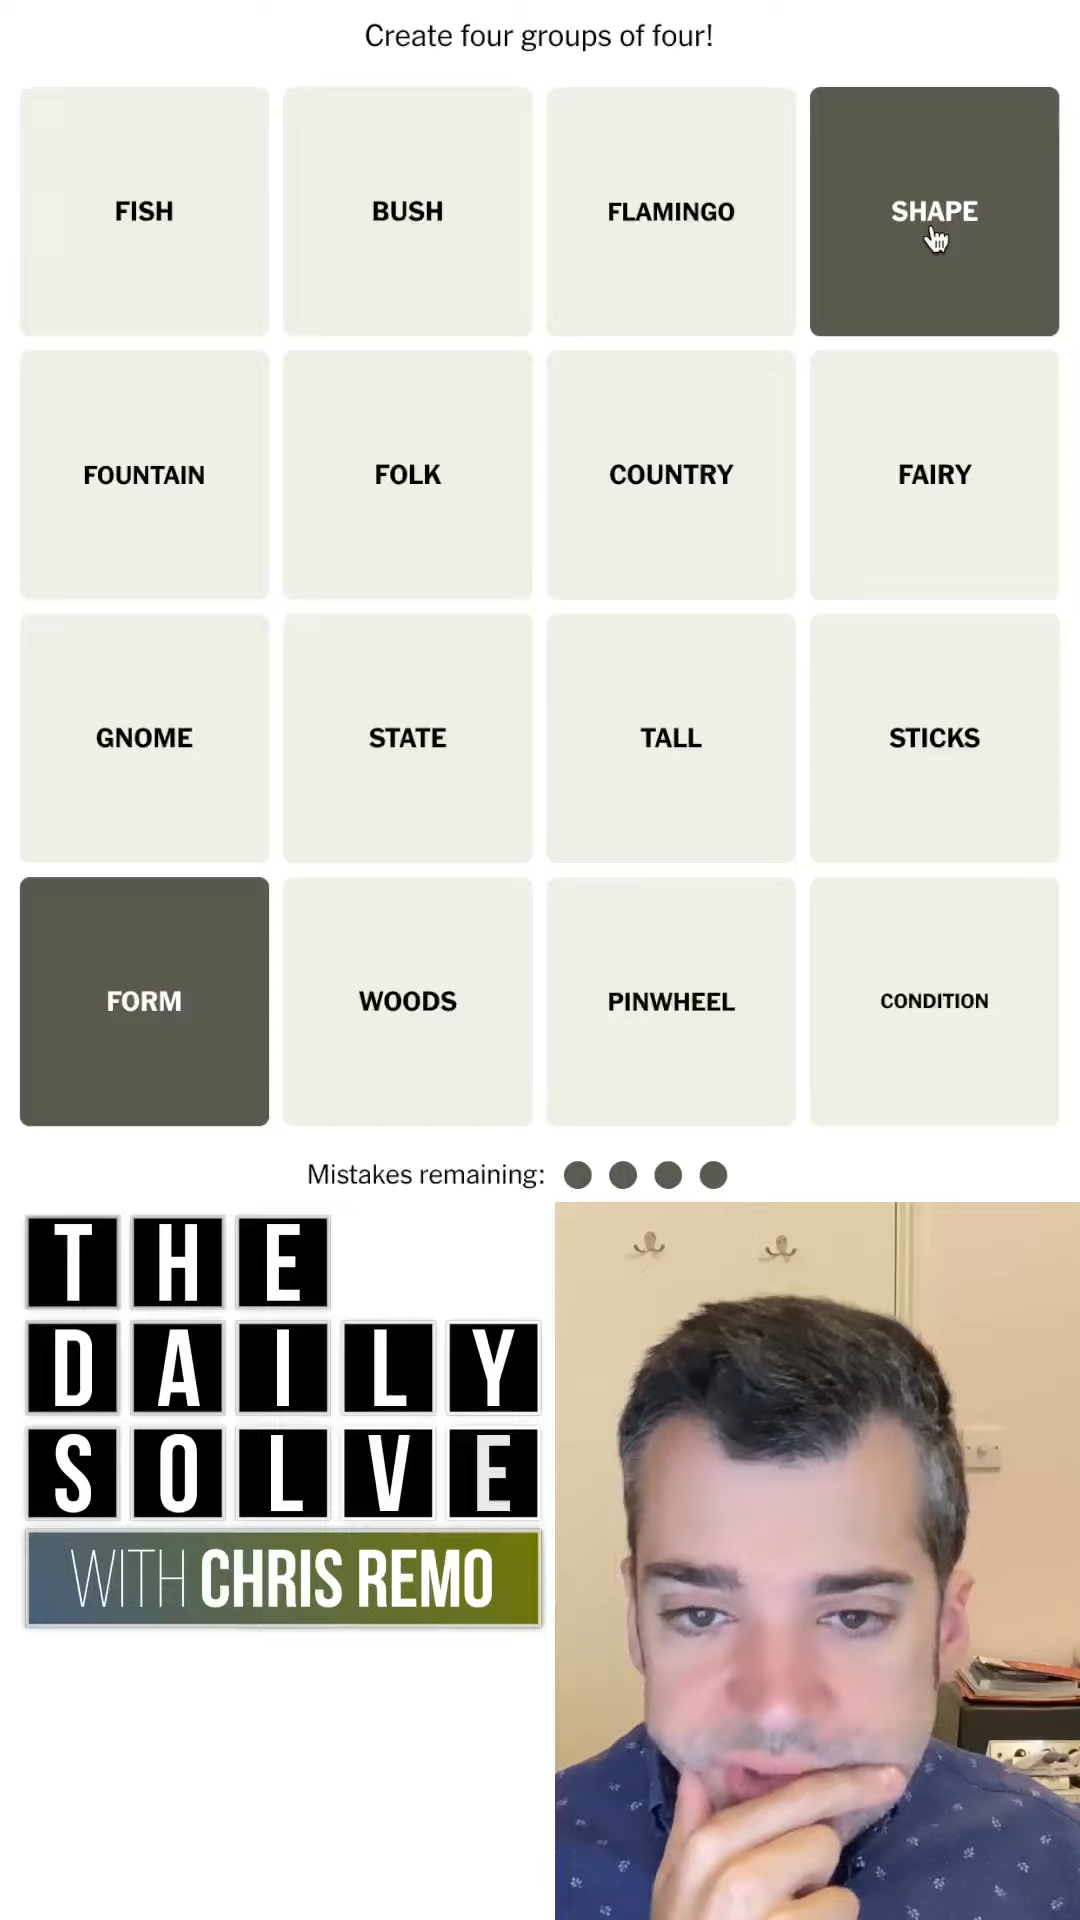 Create four groups of four!
FISH BUSH FLAMINGO SHAPE
FOUNTAIN FOLK COUNTRY FAIRY
GNOME STATE TALL STICKS
FORM WOODS PINWHEEL CONDITION
Mistakes remaining:
THE
DAILY
SOLVE
WITH CHRIS REMO